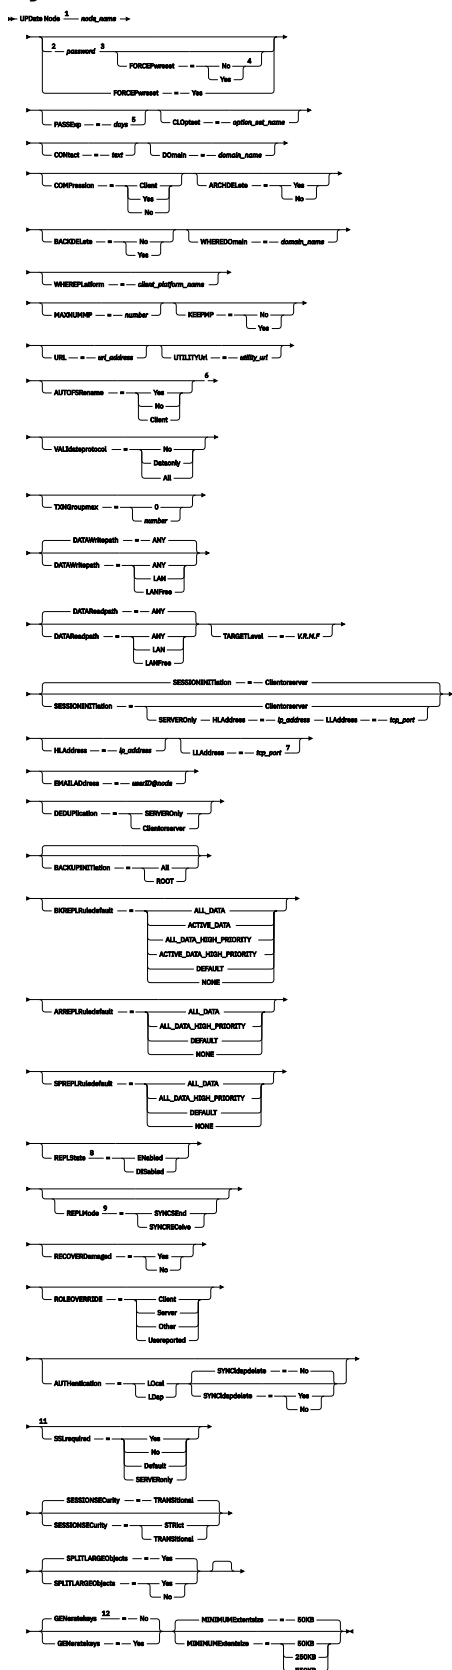 UPDate Node 1 node_name
2 password 3
FORCEPwreset = No 4
Yes
FORCEPwreset = Yes
PASSExp = days 5 CLOptset = option_set_name
CONtact = text DOmain = domain_name
COMPression = Client ARCHDELete = Yes
Yes No
No
BACKDELete = No WHEREDOmain = domain_name
Yes
WHEREPLatform = client_platform_name
MAXNUMMP = number KEEPMP = No
Yes
URL = url_address UTILITYUrl = utility_url
6
AUTOFSRename = Yes
No
Client
VALIdateprotocol = No
Dataonly
All
TXNGroupmax = 0
number
DATAWritepath = ANY
DATAWritepath = ANY
LAN
LANFree
DATAReadpath = ANY
DATAReadpath = ANY TARGETLevel = V.R.M.F
LAN
LANFree
SESSIONINITiation = Clientorserver
SESSIONINITiation = Clientorserver
SERVEROnly HLAddress = ip_address LLAddress = tcp_port
HLAddress = ip_address LLAddress = tcp_port 7
EMAILADdress = userID@node
DEDUPlication = SERVEROnly
Clientorserver
BACKUPINITiation = All
ROOT
BKREPLRuledefault = ALL_DATA
ACTIVE_DATA
ALL_DATA_HIGH_PRIORITY
ACTIVE_DATA_HIGH_PRIORITY
DEFAULT
NONE
ARREPLRuledefault = ALL_DATA
ALL_DATA_HIGH_PRIORITY
DEFAULT
NONE
SPREPLRuledefault = ALL_DATA
ALL_DATA_HIGH_PRIORITY
DEFAULT
NONE
REPLState 8 = ENabled
DISabled
REPLMode 9 = SYNCSEnd
SYNCRECeive
RECOVERDamaged = Yes
No
ROLEOVERRIDE = Client
Server
Other
Usereported
SYNCldapdelete = No
AUTHentication = LOcal
LDap SYNCldapdelete = Yes
No
11
SSLrequired = Yes
No
Default
SERVERonly
SESSIONSECurity = TRANSitional
SESSIONSECurity = STRict
TRANSitional
SPLITLARGEObjects = Yes
SPLITLARGEObjects = Yes
No
GENeratekeys 12 = No MINIMUMExtentsize = 50KB
GENeratekeys = Yes MINIMUMExtentsize = 50KB
250KB